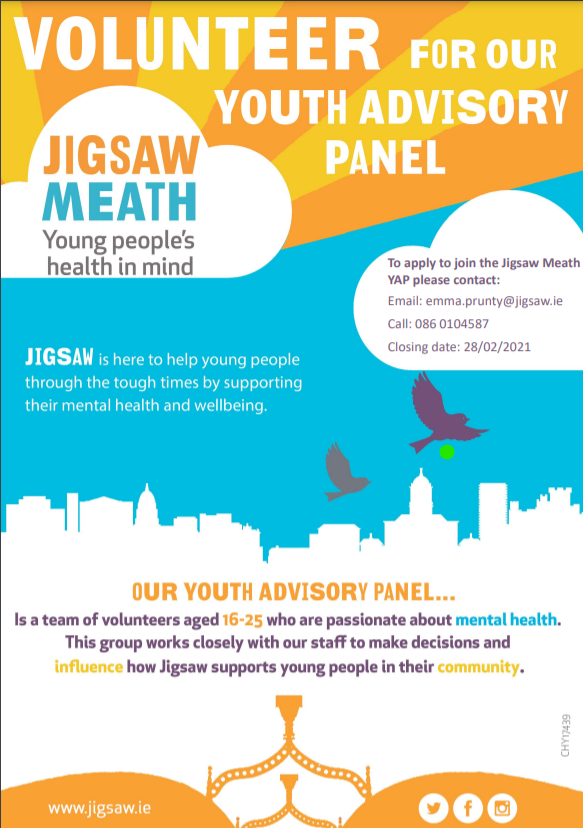 VOLUNTEER FOR OUR
YOUTH ADVISORY
PANEL
JIGSAW
MEATH
Young people's
health in mind
To apply to join the Jigsaw Meath
YAP please contact:
Email: emma.prunty@jigsaw.ie
Call: 086 0104587
Closing date: 28/02/2021
JIGSAW is here to help young people
through the tough times by supporting
their mental health and wellbeing.
OUR YOUTH ADVISORY PANEL...
Is a team of volunteers aged 16-25 who are passionate about mental health.
This group works closely with our staff to make decisions and
influence how Jigsaw supports young people in their community.
CHY17439
www.jigsaw.ie